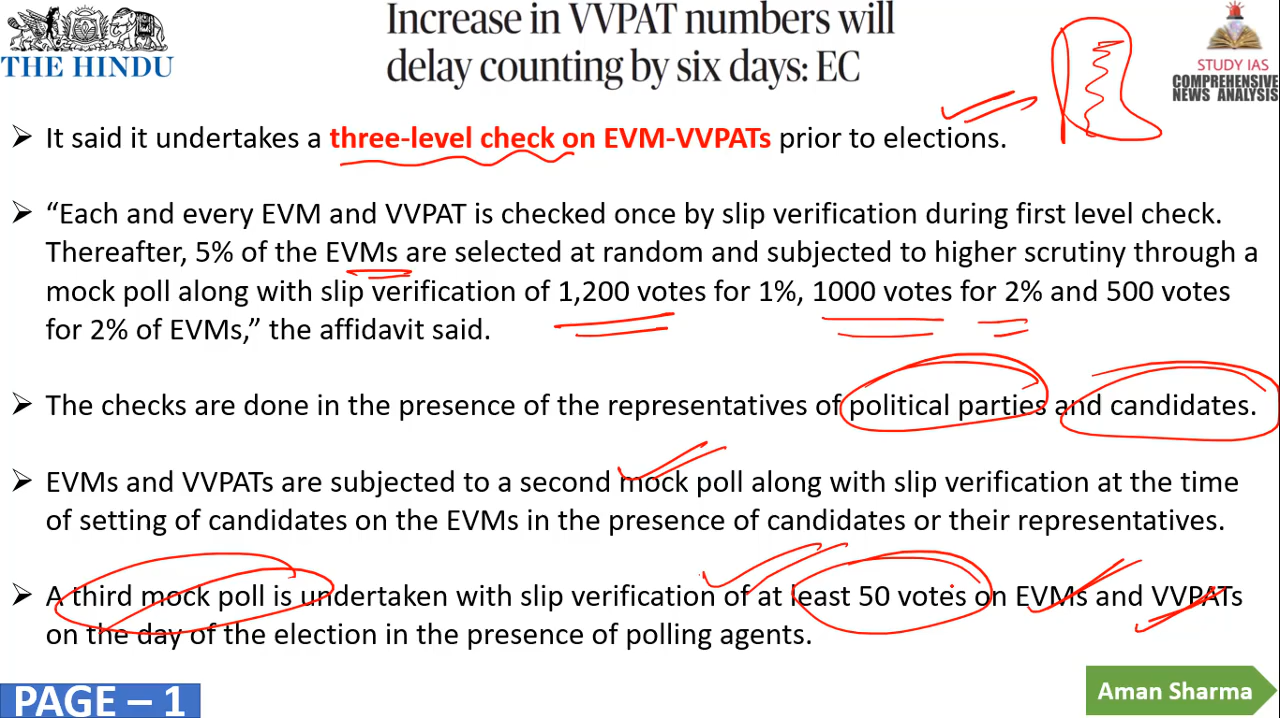 THE HINDU
Increase in VVPAT numbers will
delay counting by six days: EC
STUDY IAS
COMPREHENSIVE
NEWS ANALYSIS
➢ It said it undertakes a three-level check on EVM-VVPATs prior to elections.
➢ “Each and every EVM and VVPAT is checked once by slip verification during first level check.
Thereafter, 5% of the EVMs are selected at random and subjected to higher scrutiny through a
mock poll along with slip verification of 1,200 votes for 1%, 1000 votes for 2% and 500 votes
for 2% of EVMs,” the affidavit said.
➢ The checks are done in the presence of the representatives of political parties and candidates.
➢ EVMs and VVPATs are subjected to a second mock poll along with slip verification at the time
of setting of candidates on the EVMs in the presence of candidates or their representatives.
➢ A third mock poll is undertaken with slip verification of at least 50 votes on EVMs and VVPATs
on the day of the election in the presence of polling agents.
PAGE – 1
Aman Sharma